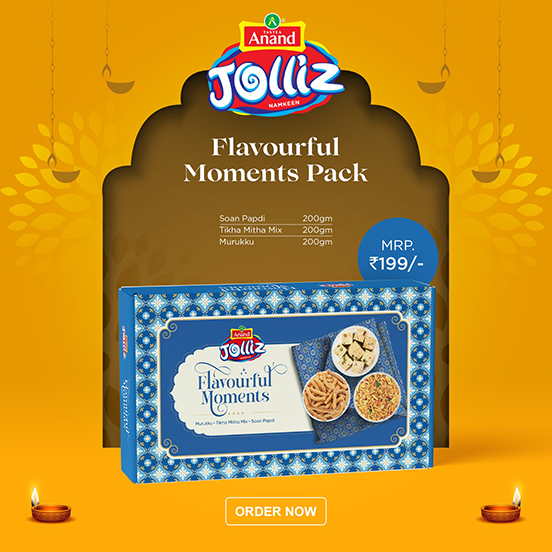 TASTEA
Anand
JOLLIZ
NAMKEEN
Flavourful
Moments Pack
Soan Papdi 200gm
Tikha Mitha Mix 200gm
Murukku 200gm
MRP.
₹199/-
Anand
JOLLIZ
Flavourful
Moments
Murukku • Tikha Mitha Mix • Soan Papdi
ORDER NOW